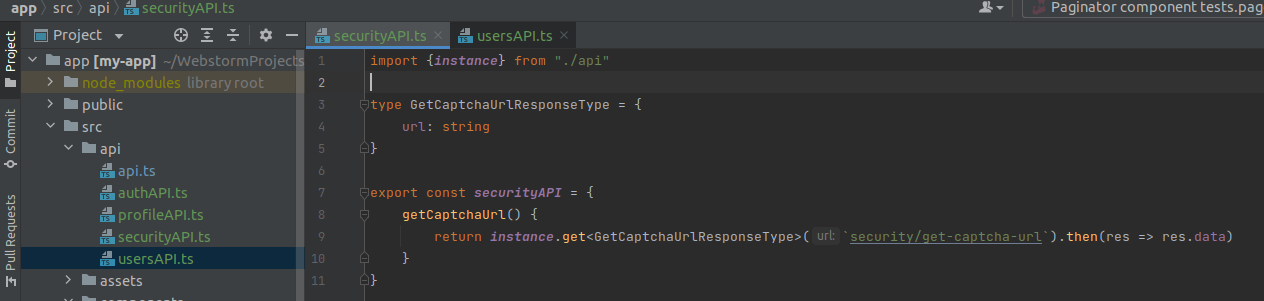 app > src > api > securityAPI.ts
Paginator component tests.page
Project
Project
securityAPI.ts
usersAPI.ts
app [my-app] ~/WebstormProjects
node_modules library root
public
src
api
api.ts
authAPI.ts
profileAPI.ts
securityAPI.ts
usersAPI.ts
assets
Commit
Pull Requests
1 import {instance} from "./api"
2
3 type GetCaptchaUrlResponseType = {
4 url: string
5 }
6
7 export const securityAPI = {
8 getCaptchaUrl() {
9 return instance.get<GetCaptchaUrlResponseType>( url: `security/get-captcha-url`).then(res => res.data)
10 }
11 }